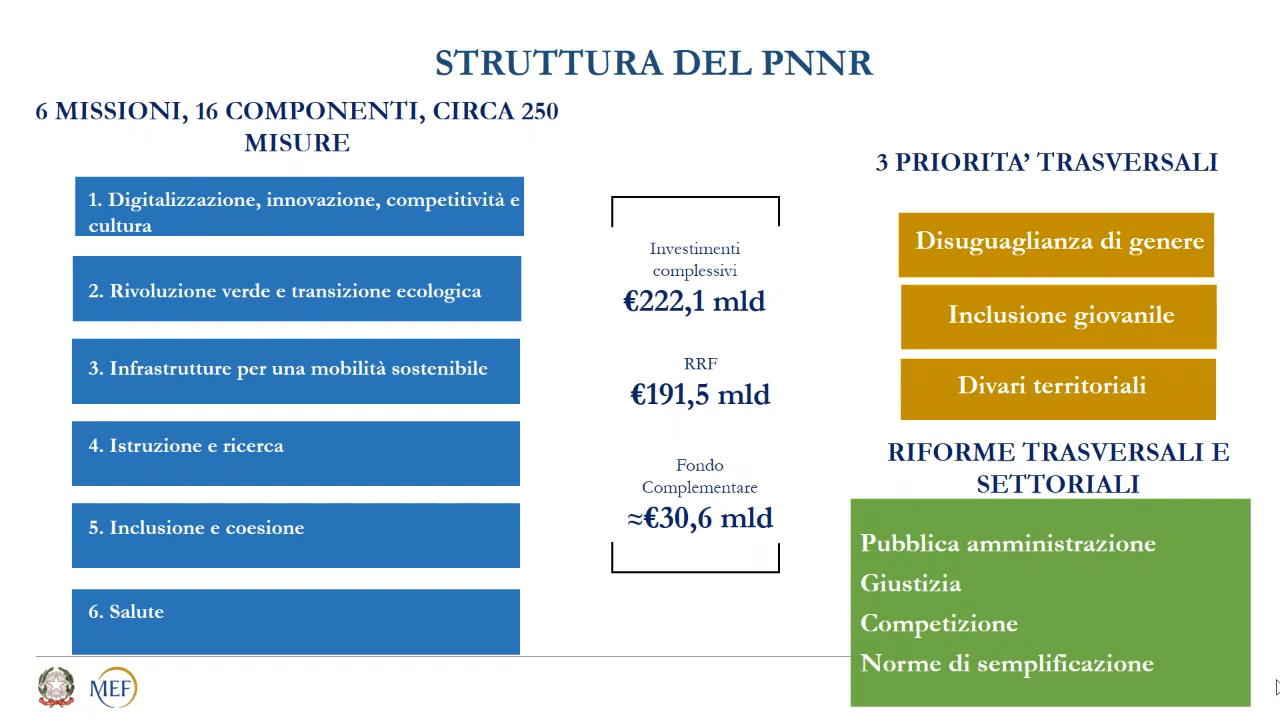 STRUTTURA DEL PNNR
6 MISSIONI, 16 COMPONENTI, CIRCA 250
MISURE
1. Digitalizzazione, innovazione, competitività e
cultura
2. Rivoluzione verde e transizione ecologica
3. Infrastrutture per una mobilità sostenibile
4. Istruzione e ricerca
5. Inclusione e coesione
6. Salute
Investimenti
complessivi
€222,1 mld
RRF
€191,5 mld
Fondo
Complementare
≈€30,6 mld
3 PRIORITA’ TRASVERSALI
Disuguaglianza di genere
Inclusione giovanile
Divari territoriali
RIFORME TRASVERSALI E
SETTORIALI
Pubblica amministrazione
Giustizia
Competizione
Norme di semplificazione
MEF